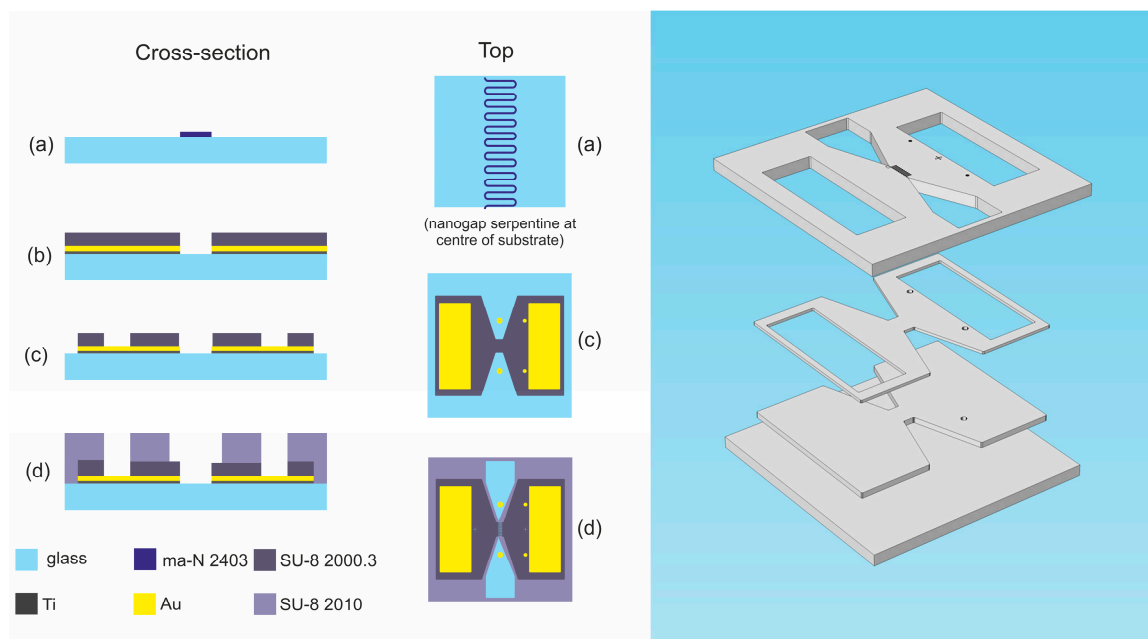 Cross-section
Top
(a)
(a)
(nanogap serpentine at
centre of substrate)
(b)
(c)
(c)
(d)
(d)
glass
ma-N 2403
SU-8 2000.3
Ti
Au
SU-8 2010